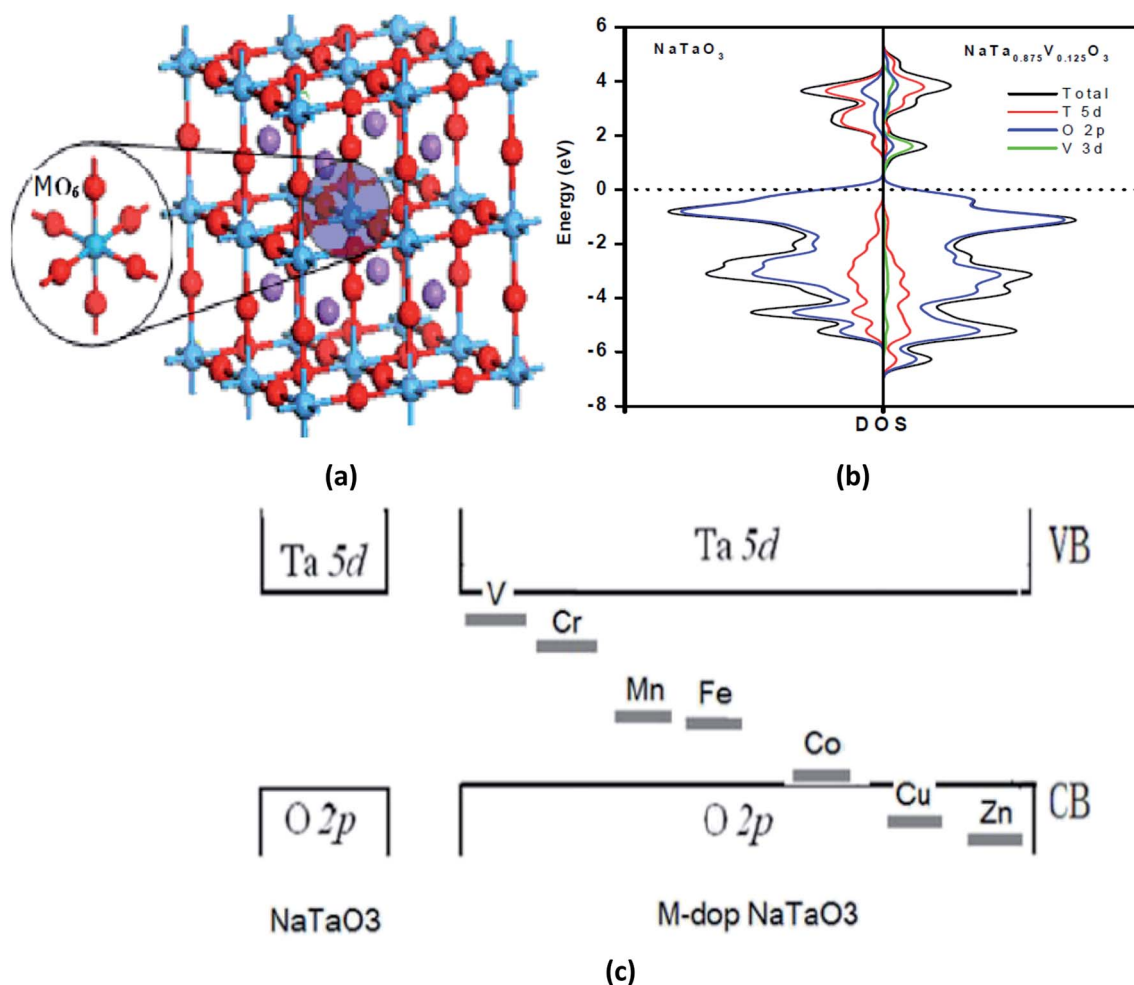 MO6
(a)
6
4
2
0
-2
-4
-6
-8
Energy (eV)
NaTaO3
NaTa0.875V0.125O3
Total
T 5d
O 2p
V 3d
DOS
(b)
Ta 5d
Ta 5d
VB
V
Cr
Mn
Fe
Co
Cu
Zn
O 2p
O 2p
CB
NaTaO3
M-dop NaTaO3
(c)